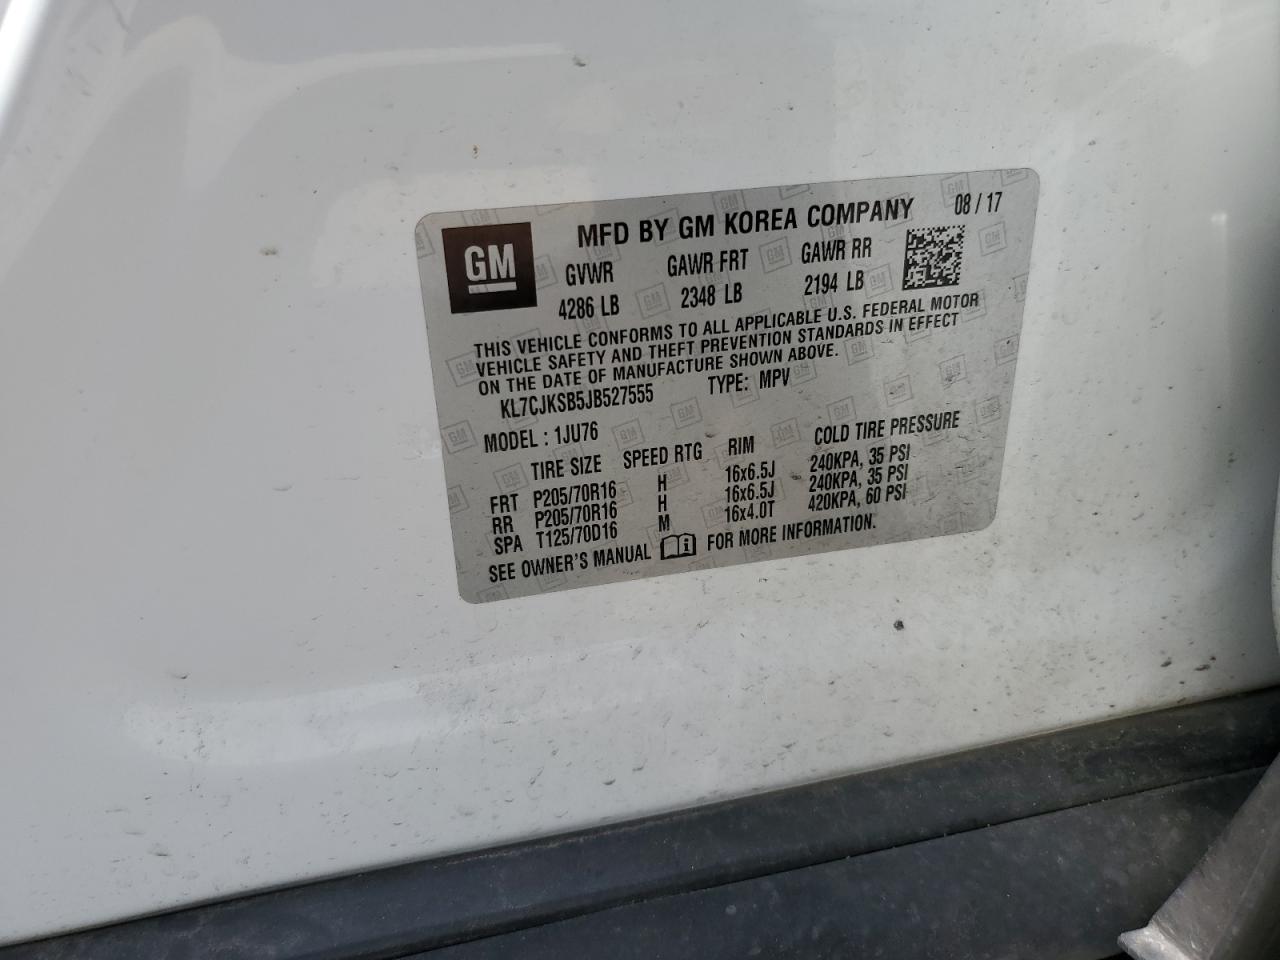 GM
MFD BY GM KOREA COMPANY 08 / 17
GVWR GAWR FRT GAWR RR
4286 LB 2348 LB 2194 LB
THIS VEHICLE CONFORMS TO ALL APPLICABLE U.S. FEDERAL MOTOR
VEHICLE SAFETY AND THEFT PREVENTION STANDARDS IN EFFECT
ON THE DATE OF MANUFACTURE SHOWN ABOVE.
KL7CJKSB5JB527555 TYPE: MPV
MODEL : 1JU76
TIRE SIZE SPEED RTG RIM COLD TIRE PRESSURE
FRT P205/70R16 H 16x6.5J 240KPA, 35 PSI
RR P205/70R16 H 16x6.5J 240KPA, 35 PSI
SPA T125/70D16 M 16x4.0T 420KPA, 60 PSI
SEE OWNER'S MANUAL FOR MORE INFORMATION.